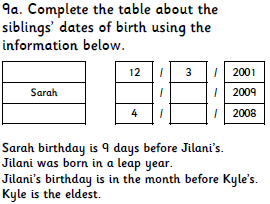 9a. Complete the table about the
siblings' dates of birth using the
information below.
12 / 3 / 2001
Sarah / / 2009
4 / / 2008
Sarah birthday is 9 days before Jilani's.
Jilani was born in a leap year.
Jilani's birthday is in the month before Kyle's.
Kyle is the eldest.